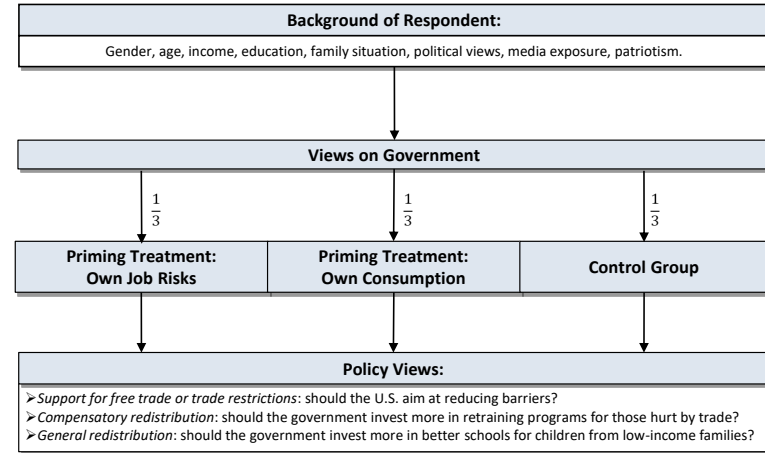 Background of Respondent:
Gender, age, income, education, family situation, political views, media exposure, patriotism.
Views on Government
1/3
1/3
1/3
Priming Treatment:
Own Job Risks
Priming Treatment:
Own Consumption
Control Group
Policy Views:
➢Support for free trade or trade restrictions: should the U.S. aim at reducing barriers?
➢Compensatory redistribution: should the government invest more in retraining programs for those hurt by trade?
➢General redistribution: should the government invest more in better schools for children from low-income families?